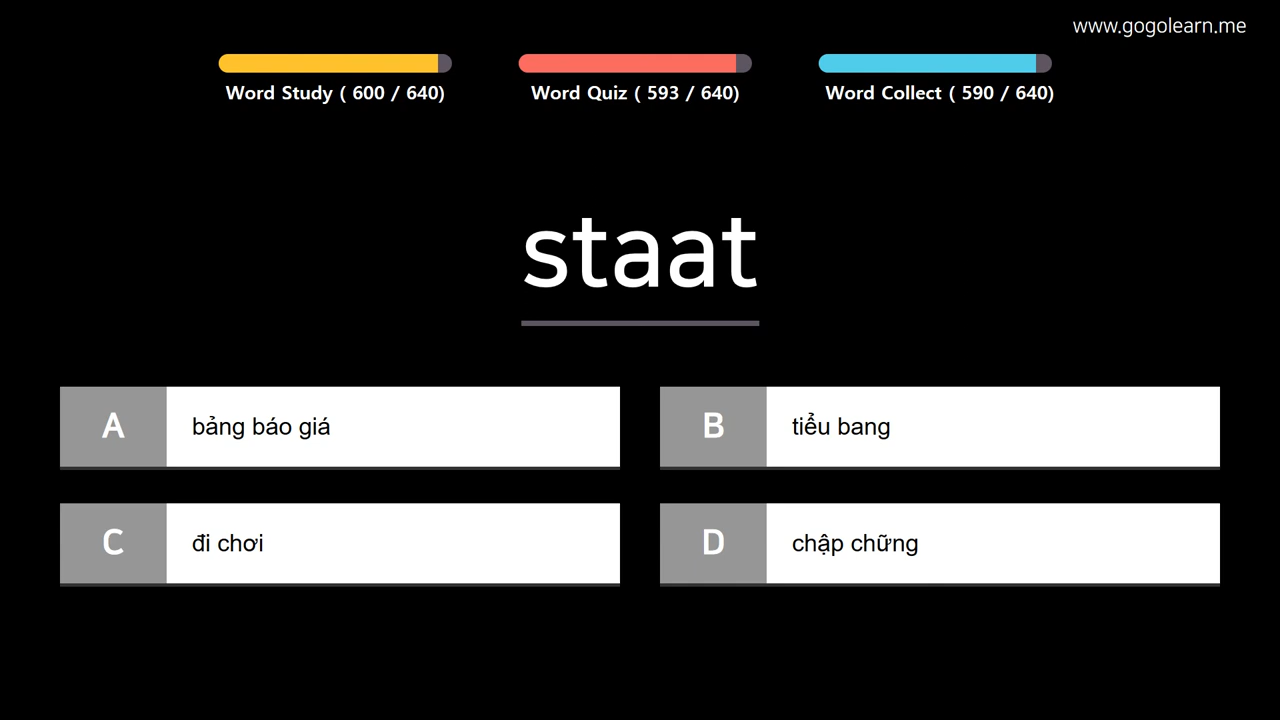 www.gogolearn.me
Word Study ( 600 / 640)
Word Quiz ( 593 / 640)
Word Collect ( 590 / 640)
staat
A bảng báo giá
B tiểu bang
C đi chơi
D chập chững